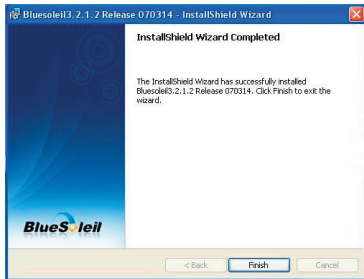 Bluesoleil3.2.1.2 Release 070314 - InstallShield Wizard
InstallShield Wizard Completed
The InstallShield Wizard has successfully installed
Bluesoleil3.2.1.2 Release 070314. Click Finish to exit the
wizard.
BlueSoleil
< Back Finish Cancel